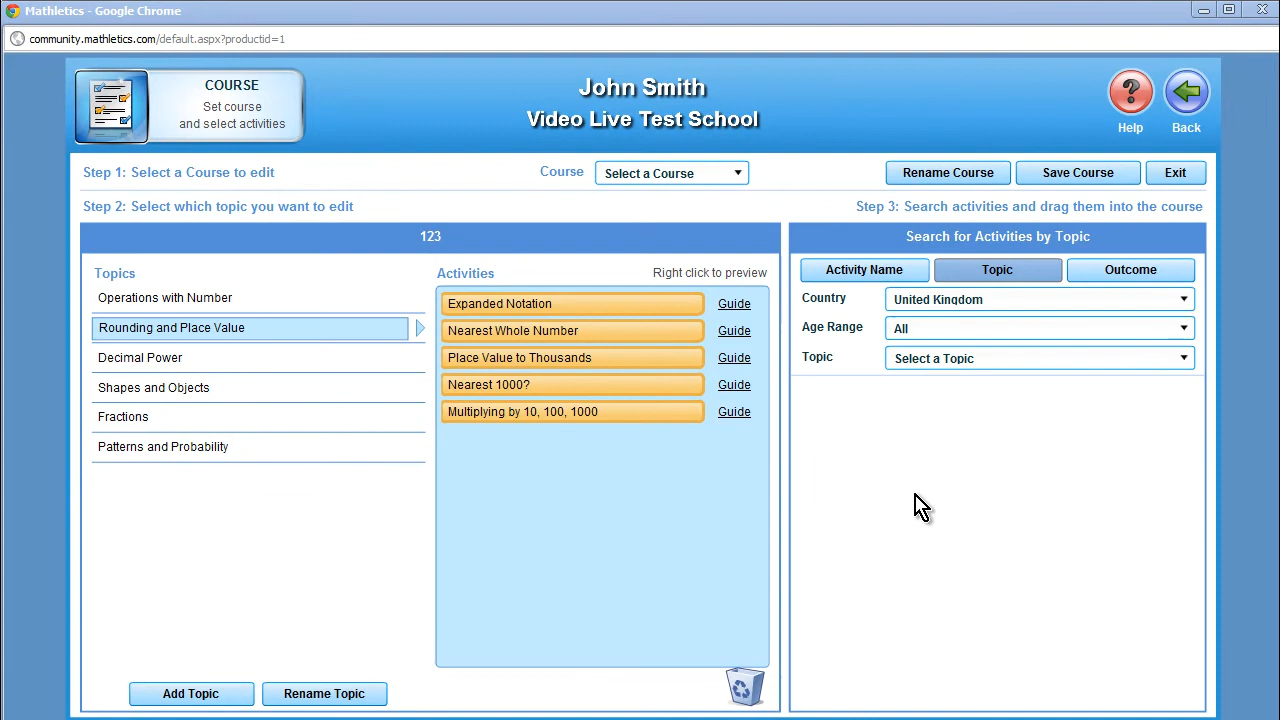 Mathletics - Google Chrome
community.mathletics.com/default.aspx?productid=1
COURSE
Set course
and select activities
John Smith
Video Live Test School
?
Help
Back
Step 1: Select a Course to edit
Course
Select a Course
Rename Course
Save Course
Exit
Step 2: Select which topic you want to edit
Step 3: Search activities and drag them into the course
123
Topics
Operations with Number
Rounding and Place Value
Decimal Power
Shapes and Objects
Fractions
Patterns and Probability
Add Topic
Rename Topic
Activities
Right click to preview
Expanded Notation
Guide
Nearest Whole Number
Guide
Place Value to Thousands
Guide
Nearest 1000?
Guide
Multiplying by 10, 100, 1000
Guide
Search for Activities by Topic
Activity Name
Topic
Outcome
Country
United Kingdom
Age Range
All
Topic
Select a Topic